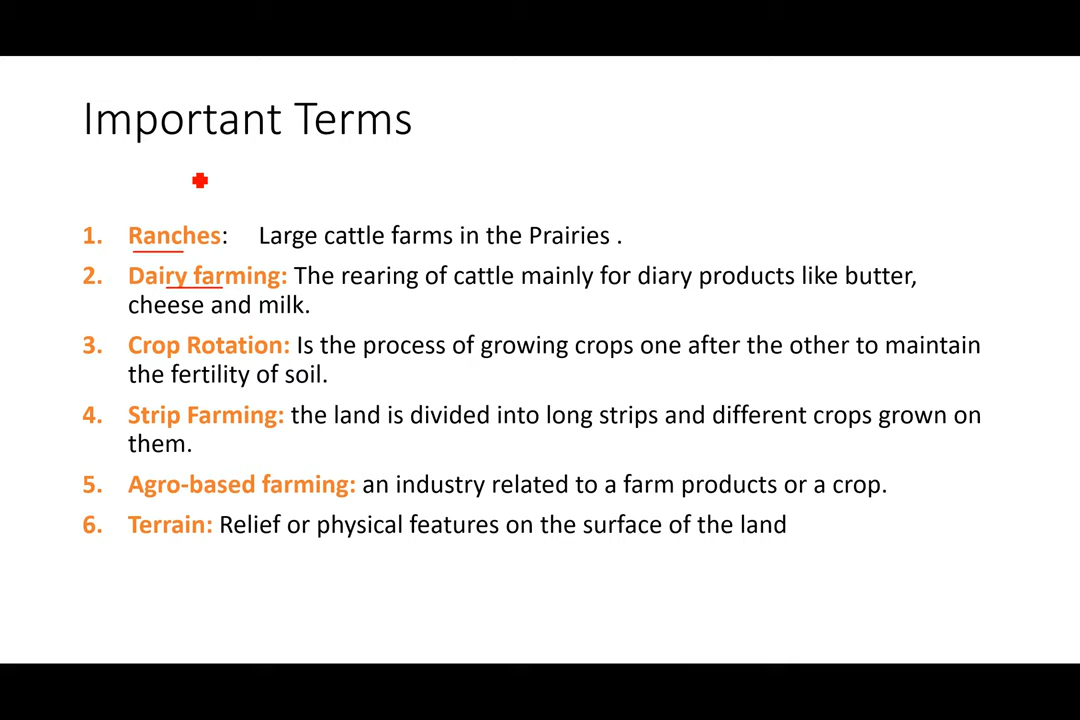 Important Terms
1. Ranches: Large cattle farms in the Prairies .
2. Dairy farming: The rearing of cattle mainly for diary products like butter,
cheese and milk.
3. Crop Rotation: Is the process of growing crops one after the other to maintain
the fertility of soil.
4. Strip Farming: the land is divided into long strips and different crops grown on
them.
5. Agro-based farming: an industry related to a farm products or a crop.
6. Terrain: Relief or physical features on the surface of the land